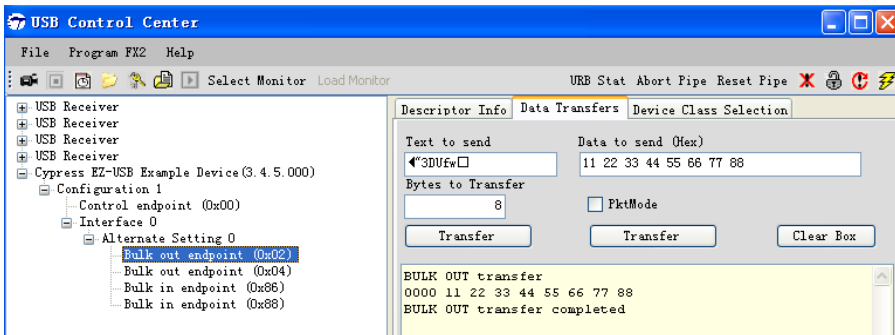 USB Control Center
File Program FX2 Help
Select Monitor Load Monitor URB Stat Abort Pipe Reset Pipe
USB Receiver
USB Receiver
USB Receiver
USB Receiver
Cypress EZ-USB Example Device(3.4.5.000)
Configuration 1
Control endpoint (0x00)
Interface 0
Alternate Setting 0
Bulk out endpoint (0x02)
Bulk out endpoint (0x04)
Bulk in endpoint (0x86)
Bulk in endpoint (0x88)
Descriptor Info Data Transfers Device Class Selection
Text to send Data to send (Hex)
◀"3DUfw□ 11 22 33 44 55 66 77 88
Bytes to Transfer
8 PktMode
Transfer Transfer Clear Box
BULK OUT transfer
0000 11 22 33 44 55 66 77 88
BULK OUT transfer completed